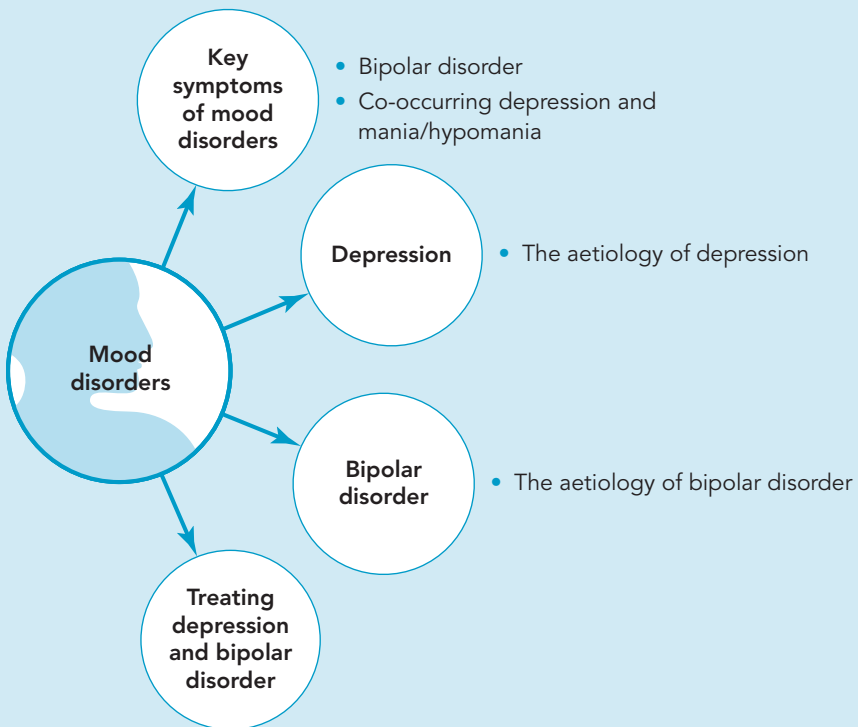 Key
symptoms
of mood
disorders
• Bipolar disorder
• Co-occurring depression and
mania/hypomania
Depression
• The aetiology of depression
Mood
disorders
Bipolar
disorder
• The aetiology of bipolar disorder
Treating
depression
and bipolar
disorder